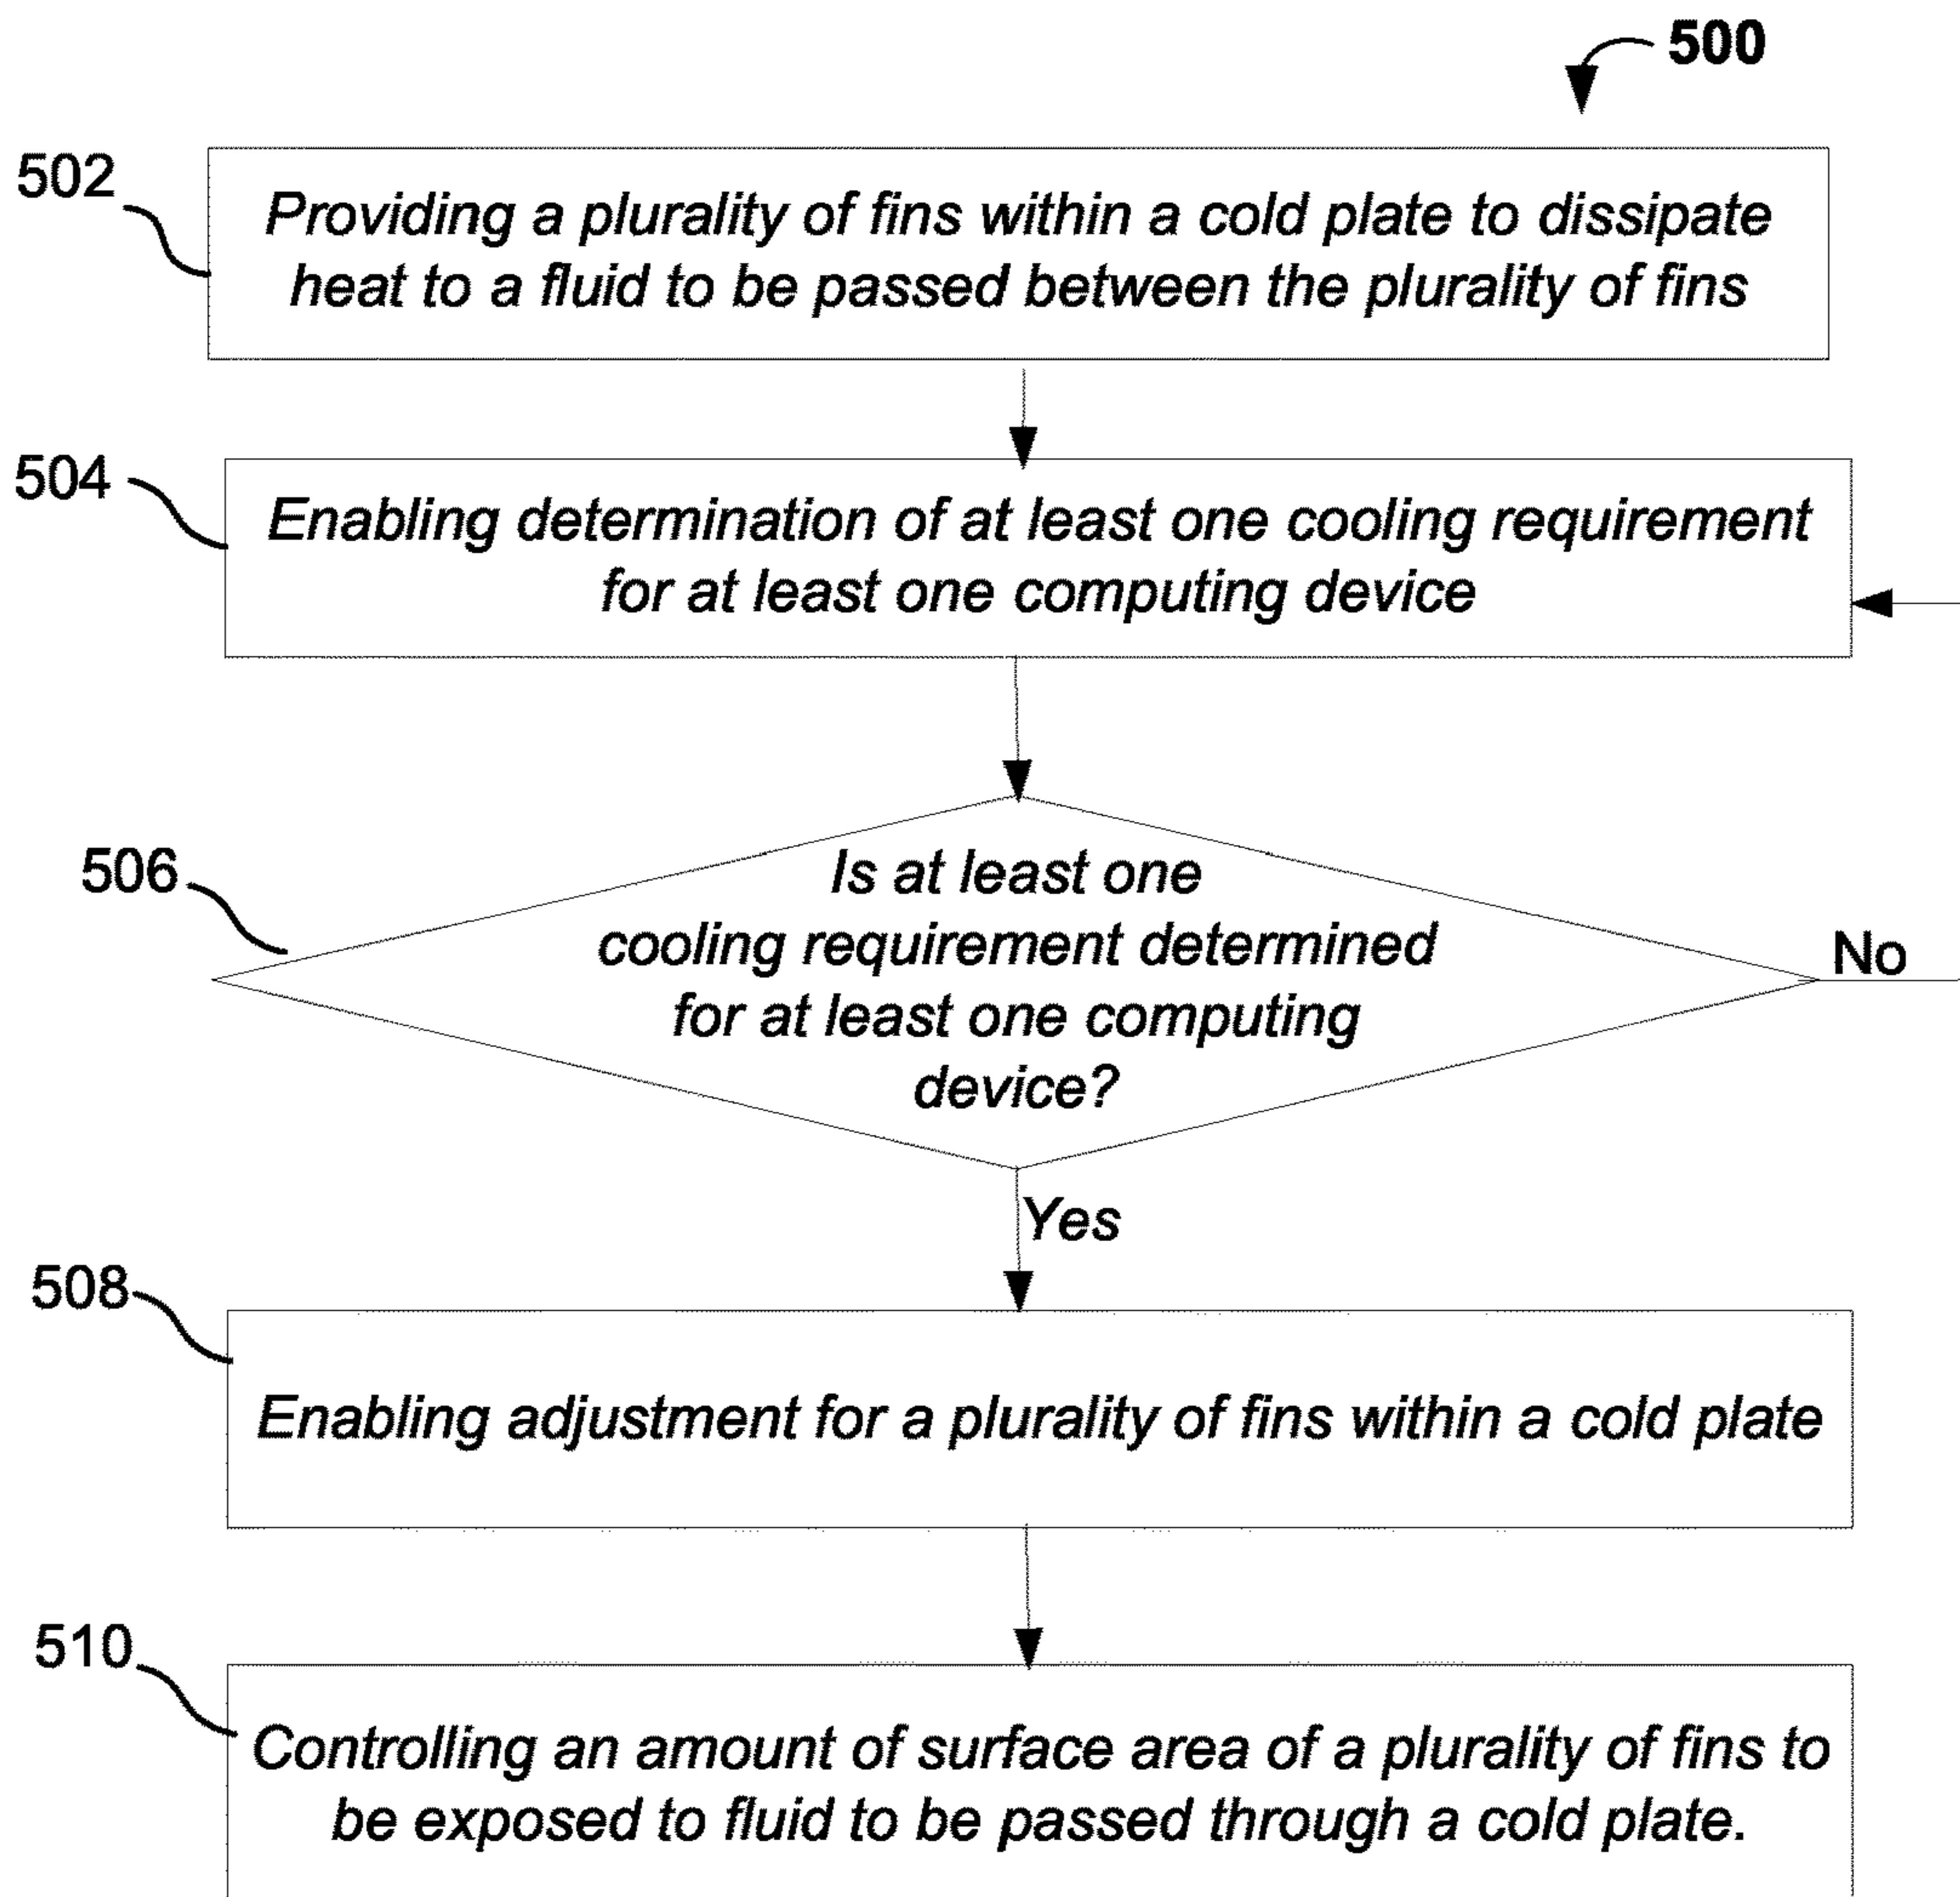 500
502
Providing a plurality of fins within a cold plate to dissipate
heat to a fluid to be passed between the plurality of fins
504
Enabling determination of at least one cooling requirement
for at least one computing device
506
Is at least one
cooling requirement determined
for at least one computing
device?
No
Yes
508
Enabling adjustment for a plurality of fins within a cold plate
510
Controlling an amount of surface area of a plurality of fins to
be exposed to fluid to be passed through a cold plate.